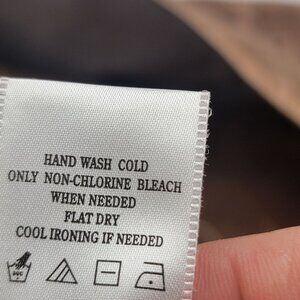 HAND WASH COLD
ONLY NON-CHLORINE BLEACH
WHEN NEEDED
FLAT DRY
COOL IRONING IF NEEDED